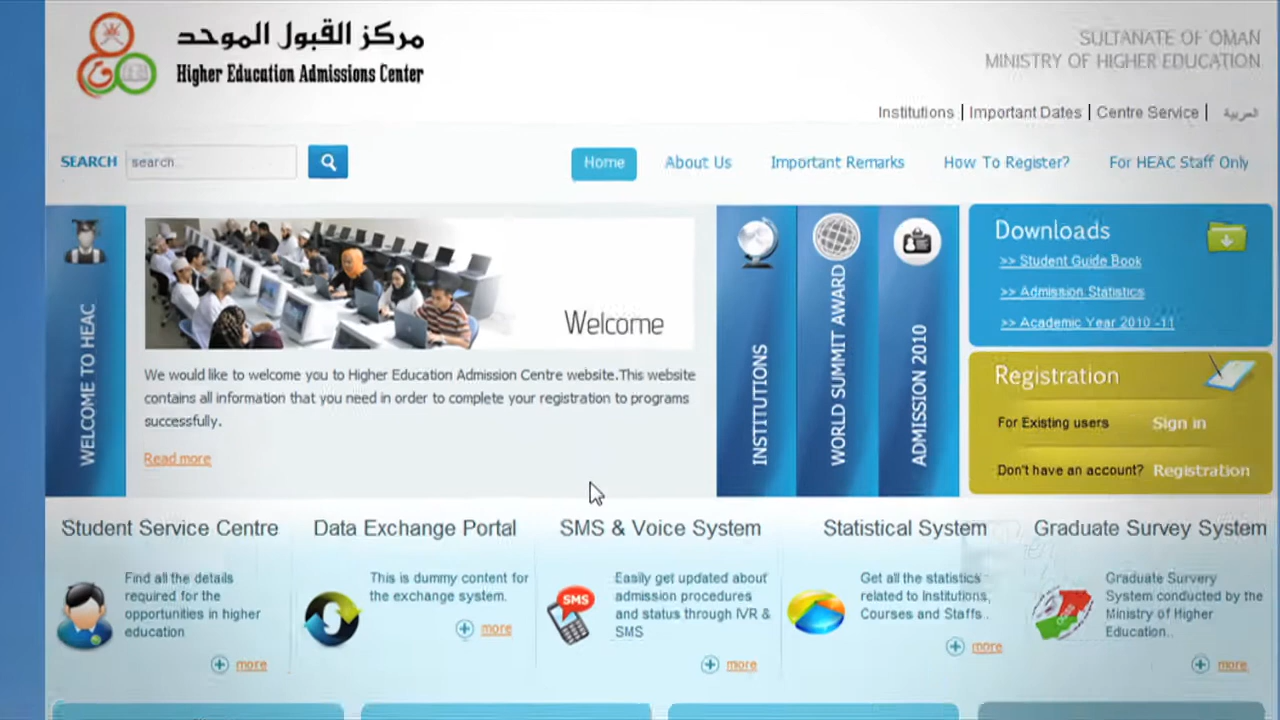 مركز القبول الموحد
Higher Education Admissions Center
SULTANATE OF OMAN
MINISTRY OF HIGHER EDUCATION
Institutions | Important Dates | Centre Service | العربية
SEARCH search
Home About Us Important Remarks How To Register? For HEAC Staff Only
WELCOME TO HEAC
Welcome
We would like to welcome you to Higher Education Admission Centre website.This website
contains all information that you need in order to complete your registration to programs
successfully.
Read more
INSTITUTIONS
WORLD SUMMIT AWARD
ADMISSION 2010
Downloads
>> Student Guide Book
>> Admission Statistics
>> Academic Year 2010 -11
Registration
For Existing users Sign in
Don't have an account? Registration
Student Service Centre
Find all the details
required for the
opportunities in higher
education
more
Data Exchange Portal
This is dummy content for
the exchange system.
more
SMS & Voice System
SMS
Easily get updated about
admission procedures
and status through IVR &
SMS
more
Statistical System
Get all the statistics
related to Institutions,
Courses and Staffs..
more
Graduate Survey System
Graduate Survery
System conducted by the
Ministry of Higher
Education..
more